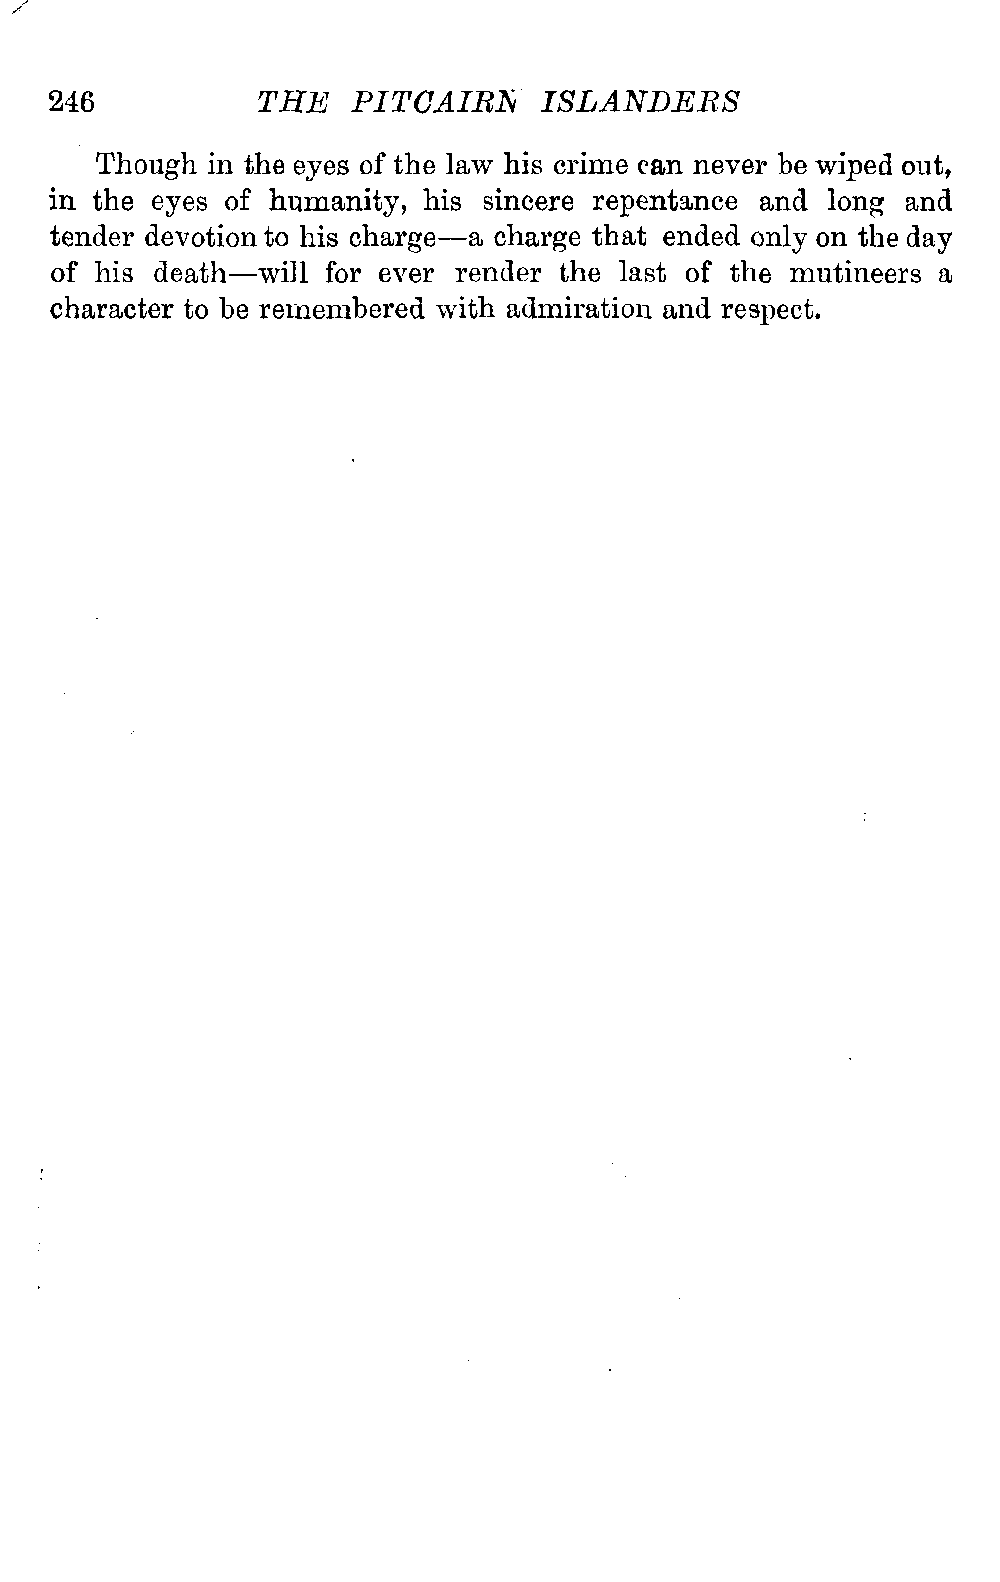 246 THE PITCAIRN ISLANDERS
Though in the eyes of the law his crime can never be wiped out,
in the eyes of humanity, his sincere repentance and long and
tender devotion to his charge—a charge that ended only on the day
of his death—will for ever render the last of the mutineers a
character to be remembered with admiration and respect.